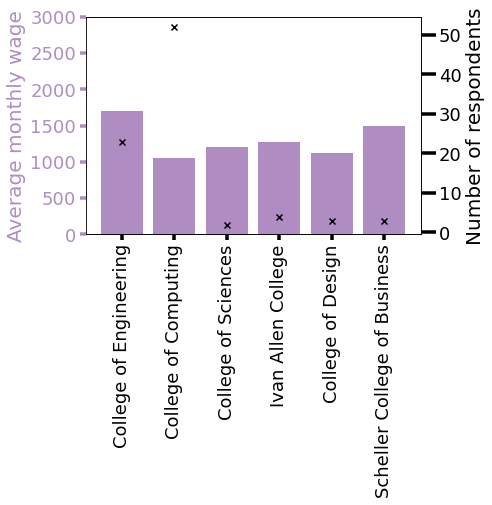 Average monthly wage
3000
2500
2000
1500
1000
500
0
50
40
30
20
10
0
Number of respondents
College of Engineering
College of Computing
College of Sciences
Ivan Allen College
College of Design
Scheller College of Business